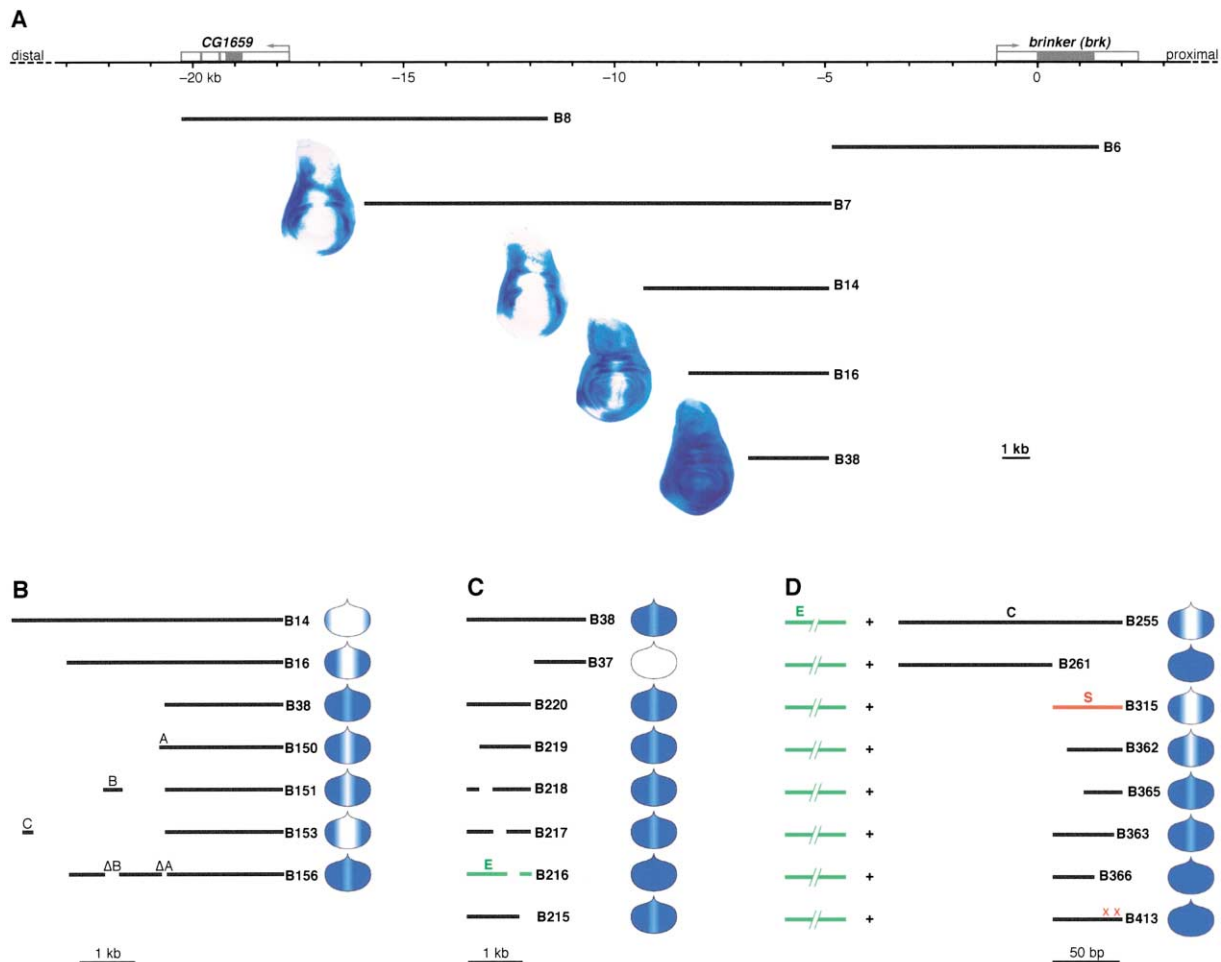 A
CG1659
brinker (brk)
distal
proximal
–20 kb
–15
–10
–5
0
B8
B6
B7
B14
B16
1 kb
B38
B
C
D
B14
B16
B38
A
B150
B
B151
C
B153
ΔB
ΔA
B156
1 kb
B38
B37
B220
B219
B218
B217
E
B216
B215
1 kb
E
+
C
B255
+
B261
+
S
B315
+
B362
+
B365
+
B363
+
B366
+
x x
B413
50 bp